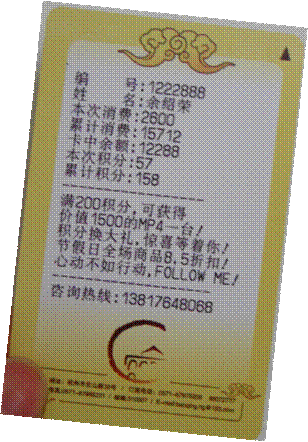 编 号:1222888
姓 名:余绍荣
本次消费:2600
累计消费:15712
卡中余额:12288
本次积分:57
累计积分:158
满200积分,可获得
价值1500的MP4一台!
积分换大礼,惊喜等着你!
节假日全场商品8.5折扣!
心动不如行动,FOLLOW ME!
咨询热线:13817648068